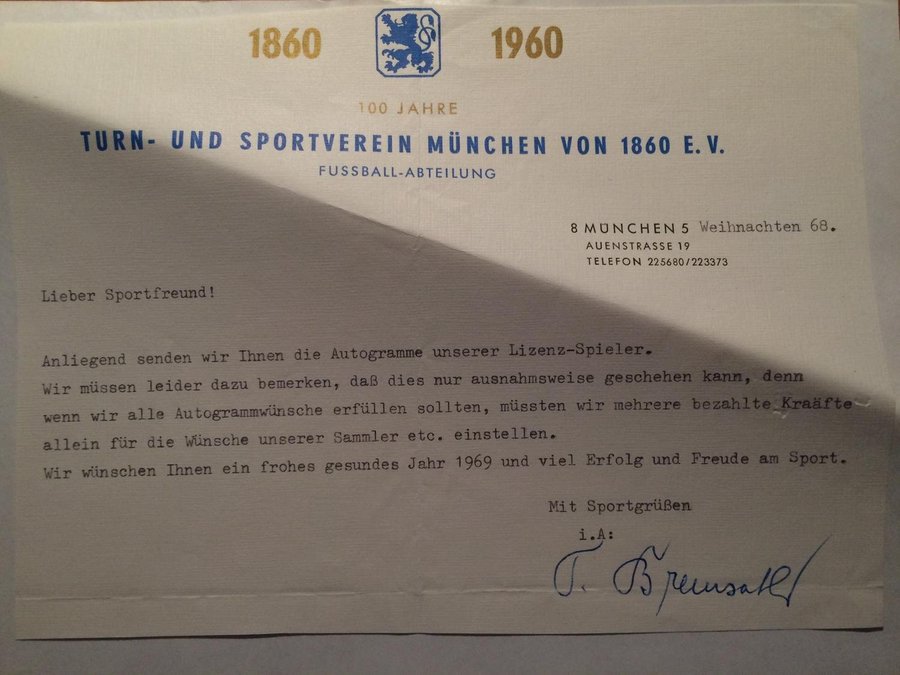 1860 1960
100 JAHRE
TURN- UND SPORTVEREIN MÜNCHEN VON 1860 E.V.
FUSSBALL-ABTEILUNG
8 MÜNCHEN 5 Weihnachten 68.
AUENSTRASSE 19
TELEFON 225680/223373
Lieber Sportfreund!
Anliegend senden wir Ihnen die Autogramme unserer Lizenz-Spieler.
Wir müssen leider dazu bemerken, daß dies nur ausnahmsweise geschehen kann, denn
wenn wir alle Autogrammwünsche erfüllen sollten, müssten wir mehrere bezahlte Kraäfte
allein für die Wünsche unserer Sammler etc. einstellen.
Wir wünschen Ihnen ein frohes gesundes Jahr 1969 und viel Erfolg und Freude am Sport.
Mit Sportgrüßen
i.A: